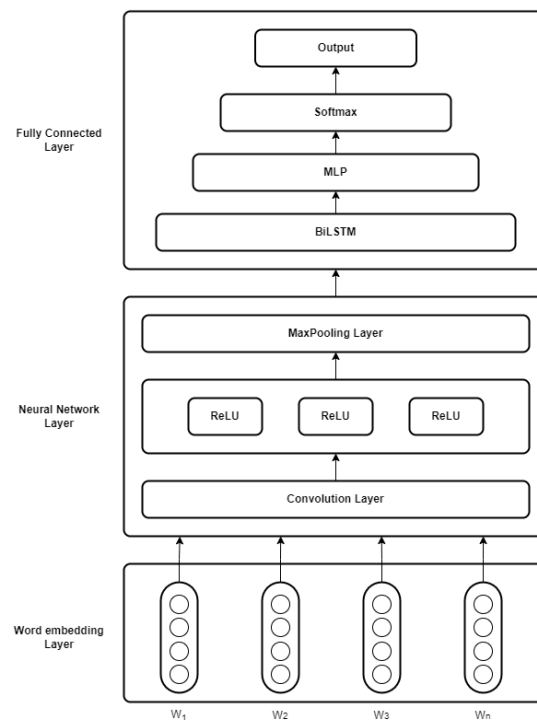 Output
Softmax
Fully Connected
Layer
MLP
BiLSTM
MaxPooling Layer
Neural Network
Layer
ReLU ReLU ReLU
Convolution Layer
Word embedding
Layer
W₁ W₂ W₃ Wₙ